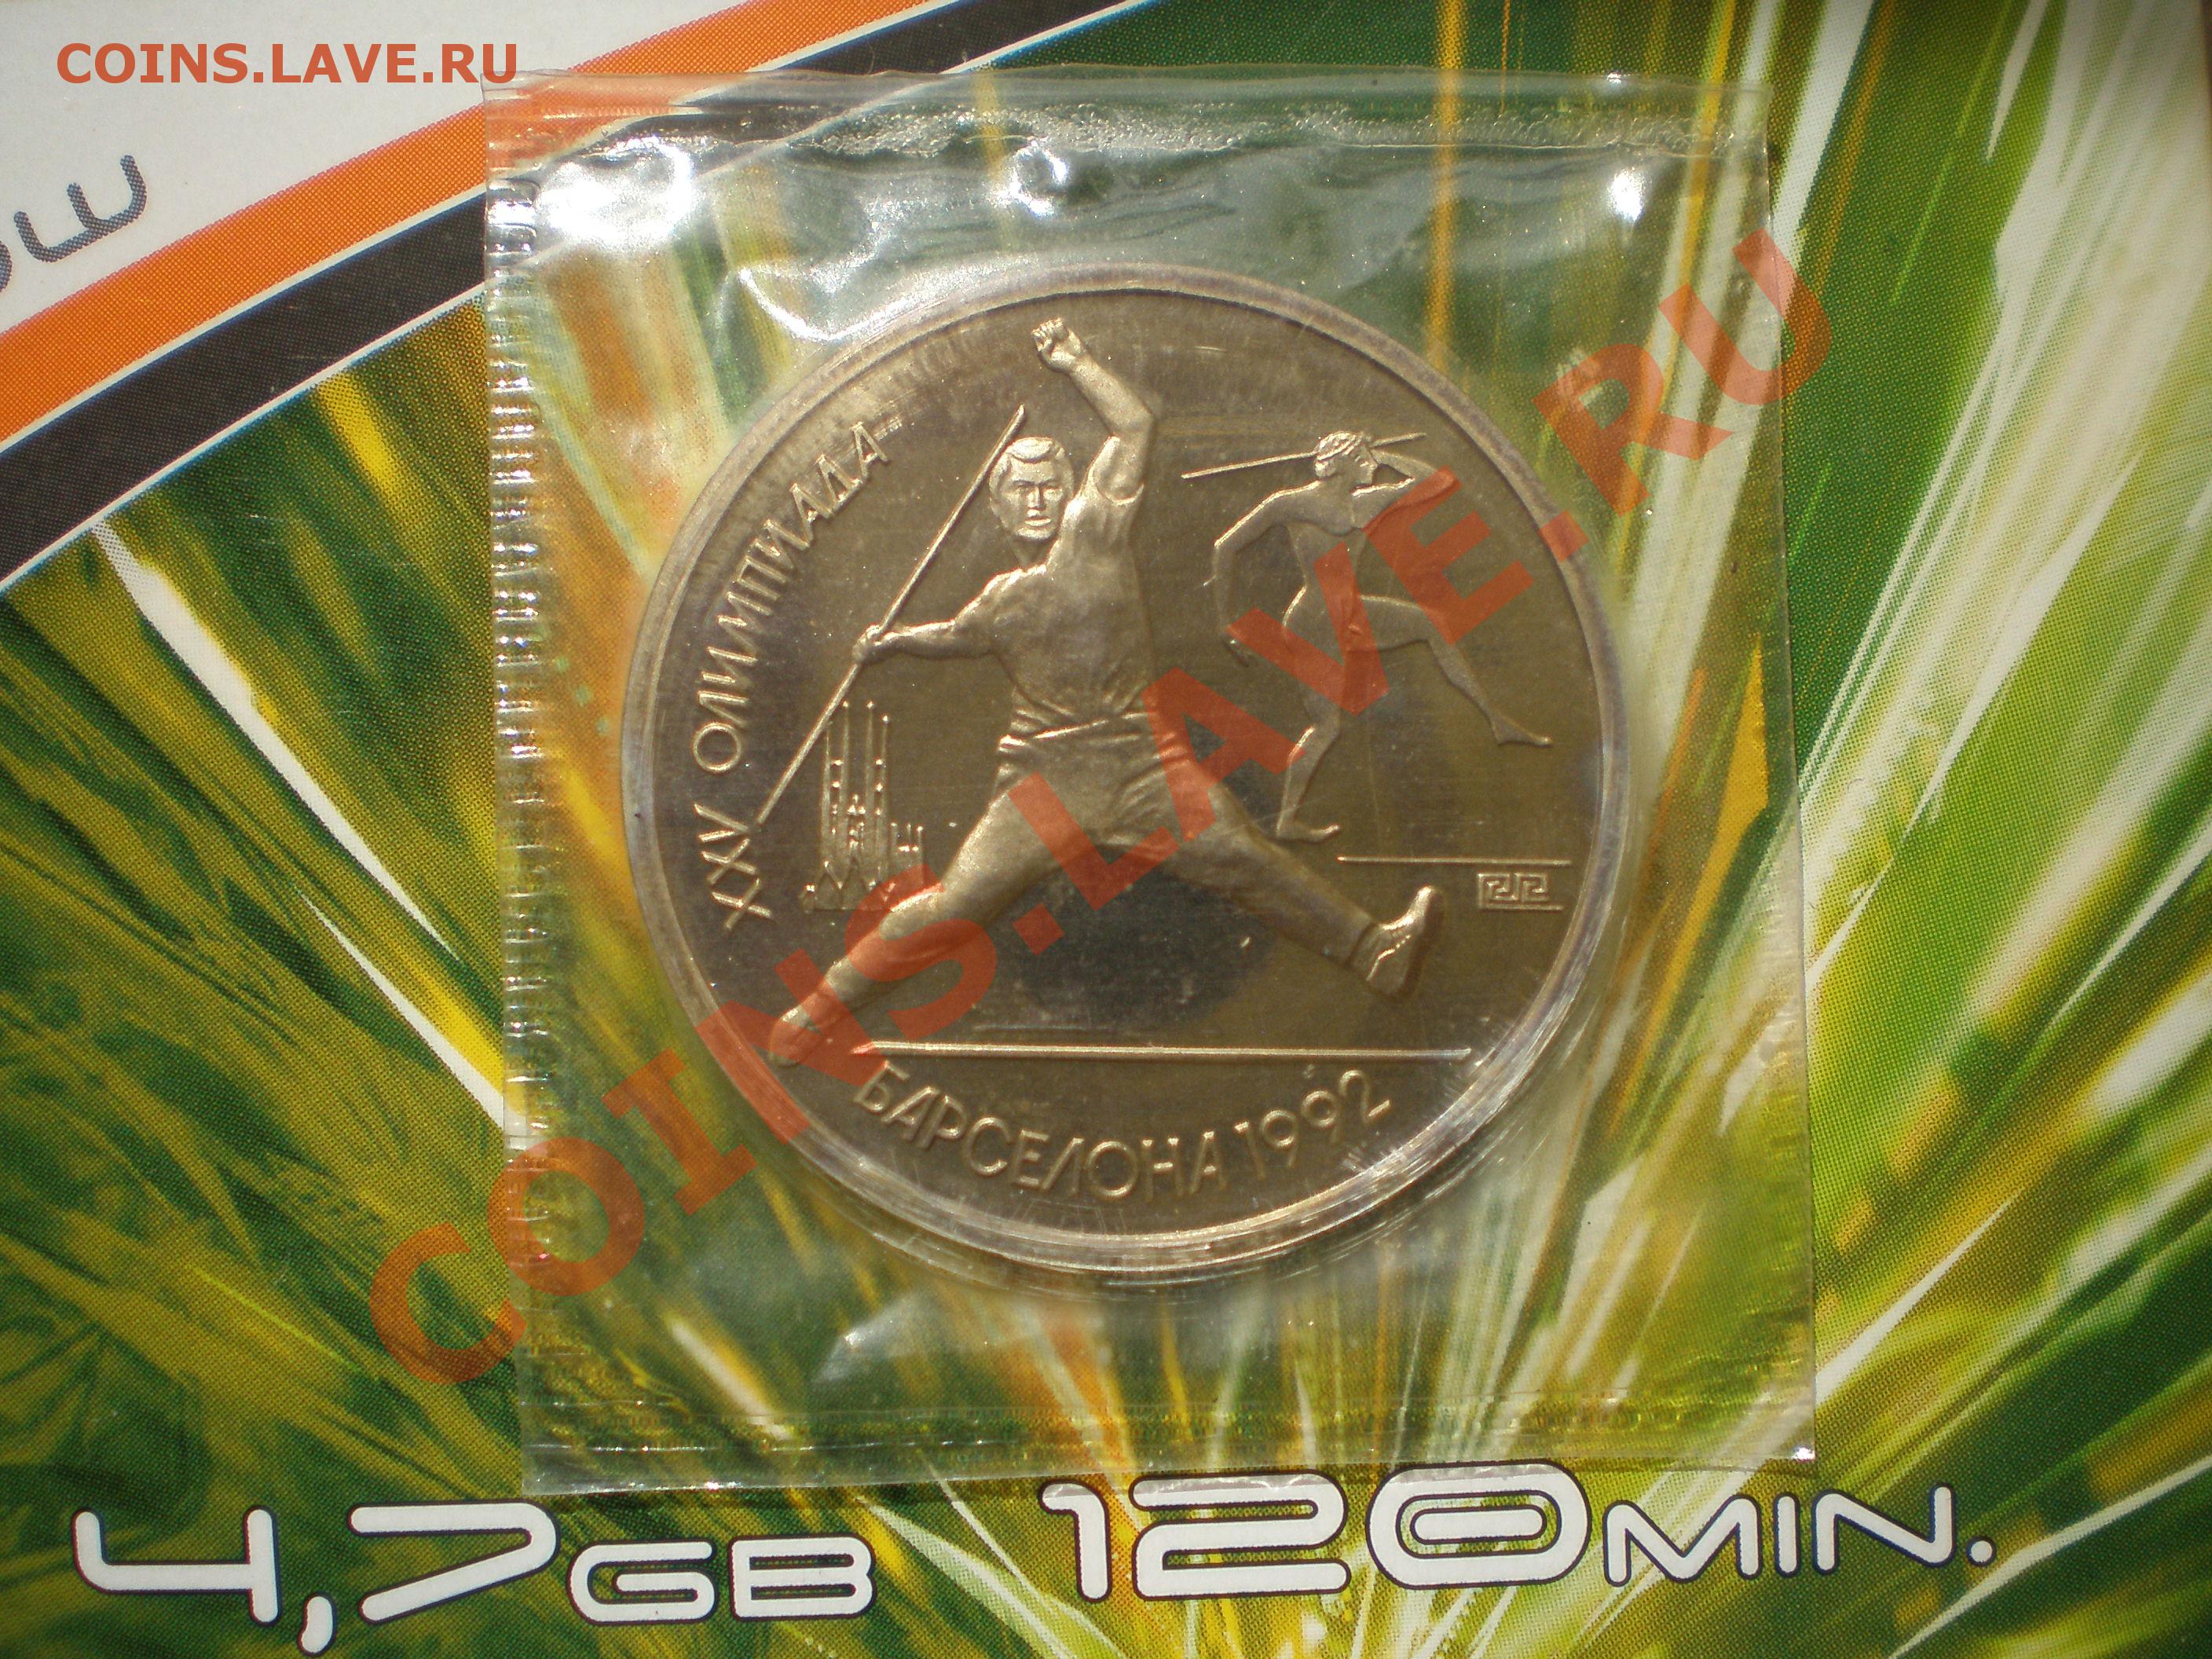 COINS.LAVE.RU
XXV ОЛИМПИАДА
COINS.LAVE.RU
БАРСЕЛОНА 1992
4,7GB 120MIN.